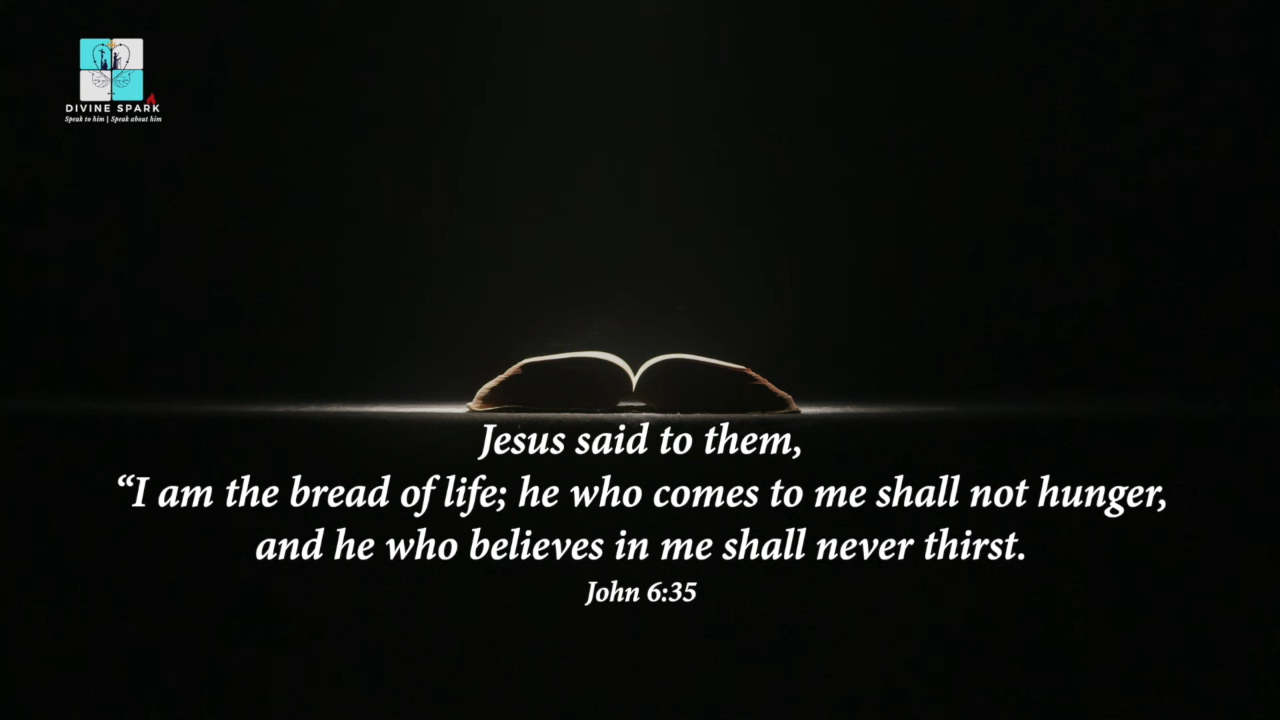 DIVINE SPARK
Speak to him | Speak about him
Jesus said to them,
“I am the bread of life; he who comes to me shall not hunger,
and he who believes in me shall never thirst.
John 6:35